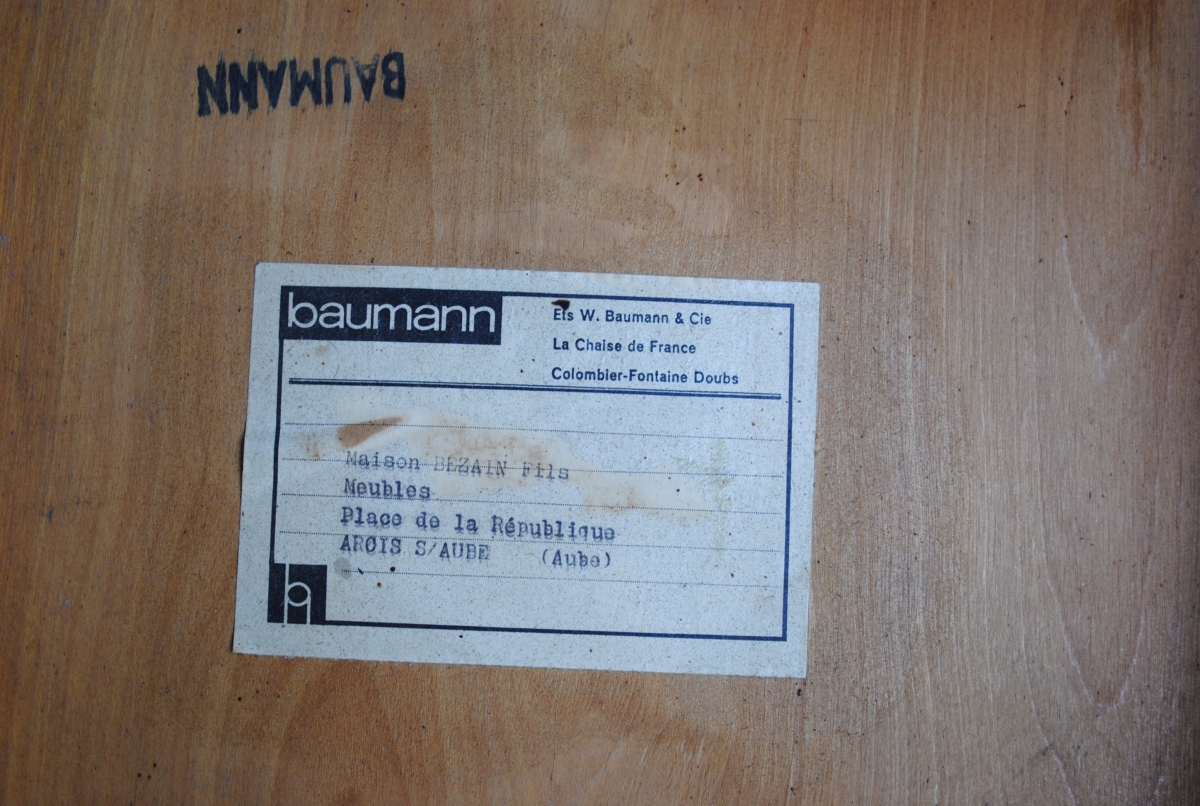 BAUMANN
baumann
Ets W. Baumann & Cie
La Chaise de France
Colombier-Fontaine Doubs
Maison BEZAIN Fils
Meubles
Place de la République
ARCIS S/AUBE (Aube)
b